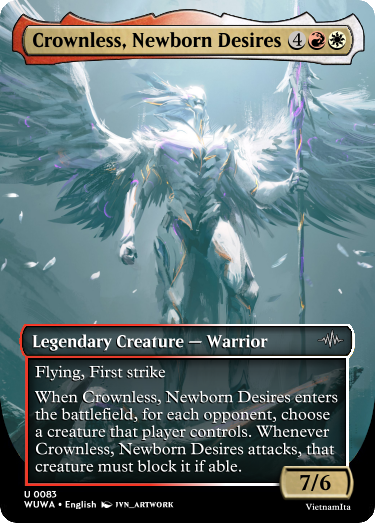 Crownless, Newborn Desires 4
Legendary Creature — Warrior
Flying, First strike
When Crownless, Newborn Desires enters
the battlefield, for each opponent, choose
a creature that player controls. Whenever
Crownless, Newborn Desires attacks, that
creature must block it if able.
7/6
U 0083
WUWA • English JVN_ARTWORK
VietnamIta